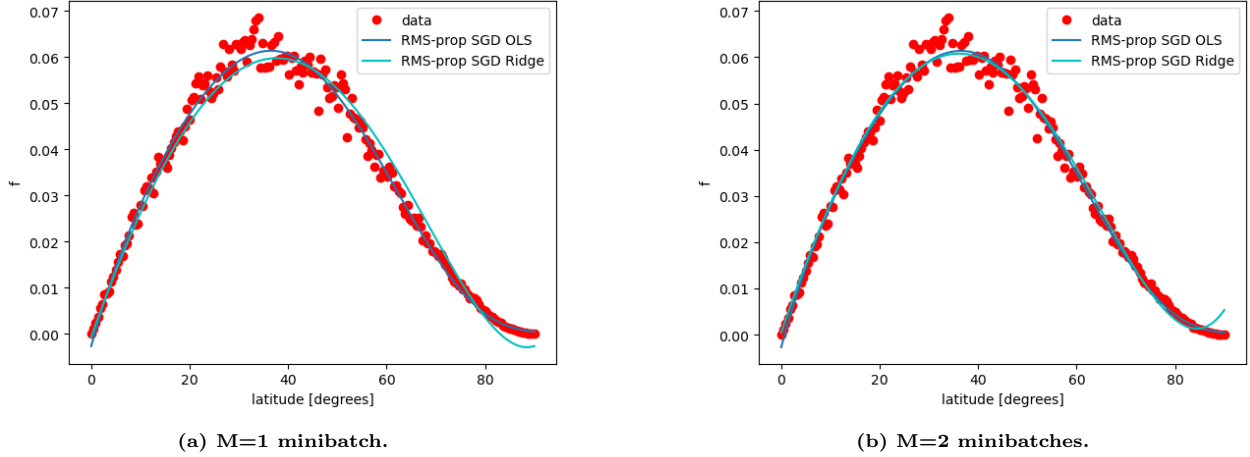 0.07
0.06
0.05
0.04
0.03
0.02
0.01
0.00
f
0 20 40 60 80
latitude [degrees]
data
RMS-prop SGD OLS
RMS-prop SGD Ridge
(a) M=1 minibatch.
0.07
0.06
0.05
0.04
0.03
0.02
0.01
0.00
f
0 20 40 60 80
latitude [degrees]
data
RMS-prop SGD OLS
RMS-prop SGD Ridge
(b) M=2 minibatches.